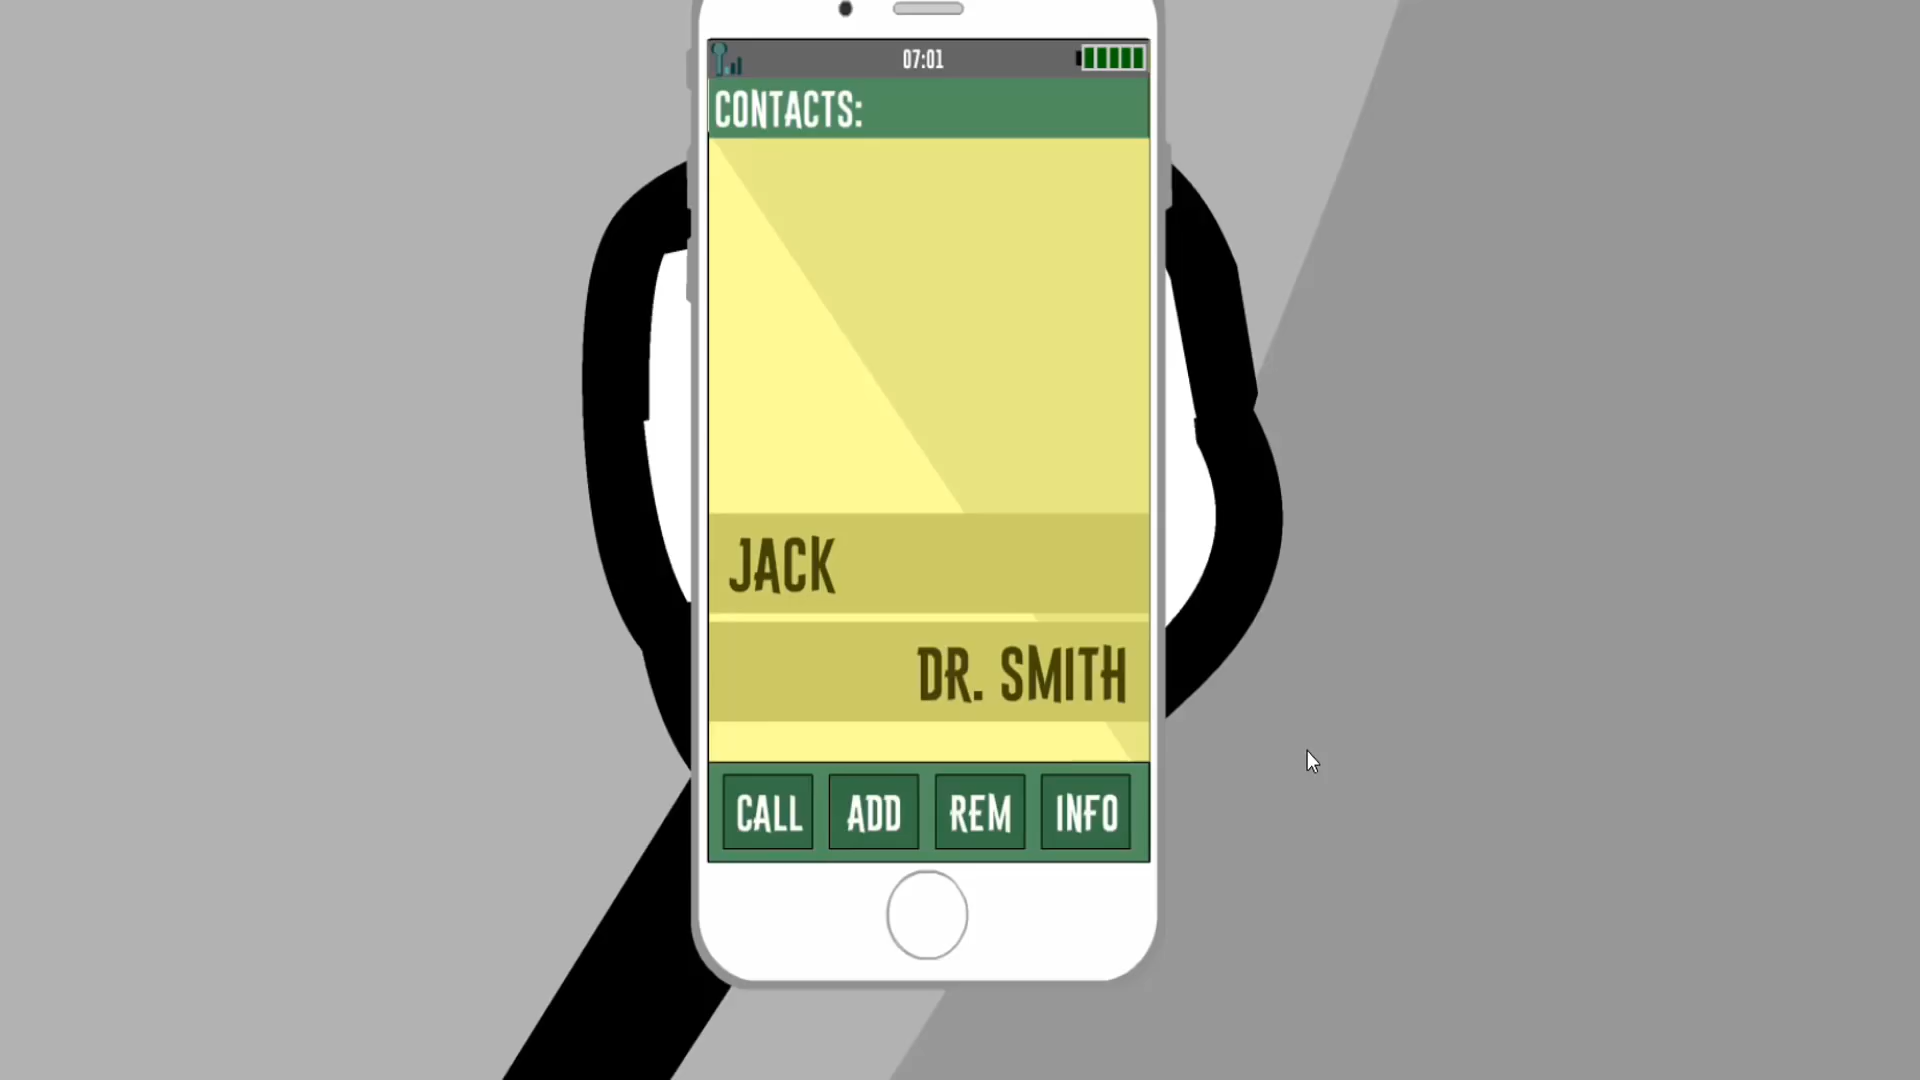 07:01
CONTACTS:
JACK
DR. SMITH
CALL ADD REM INFO